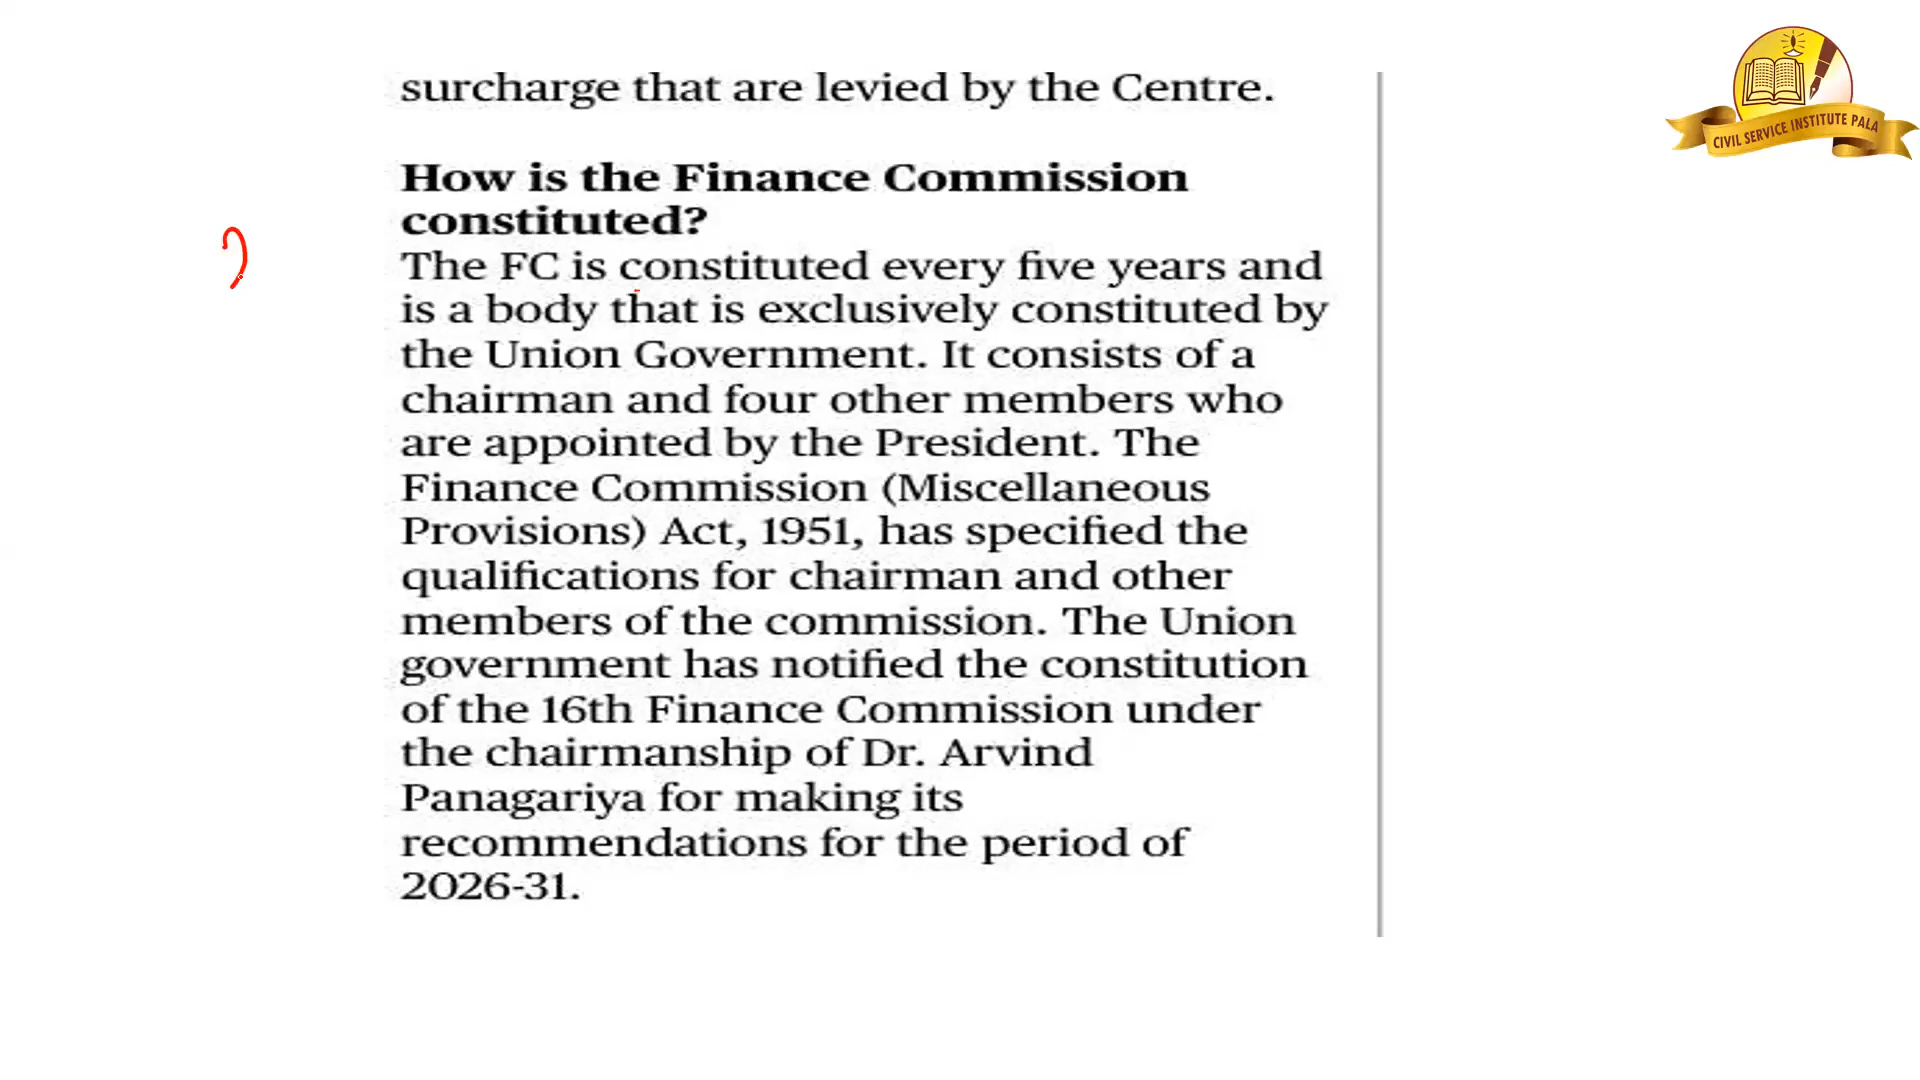 surcharge that are levied by the Centre.
How is the Finance Commission
constituted?
The FC is constituted every five years and
is a body that is exclusively constituted by
the Union Government. It consists of a
chairman and four other members who
are appointed by the President. The
Finance Commission (Miscellaneous
Provisions) Act, 1951, has specified the
qualifications for chairman and other
members of the commission. The Union
government has notified the constitution
of the 16th Finance Commission under
the chairmanship of Dr. Arvind
Panagariya for making its
recommendations for the period of
2026-31.
CIVIL SERVICE INSTITUTE PALA